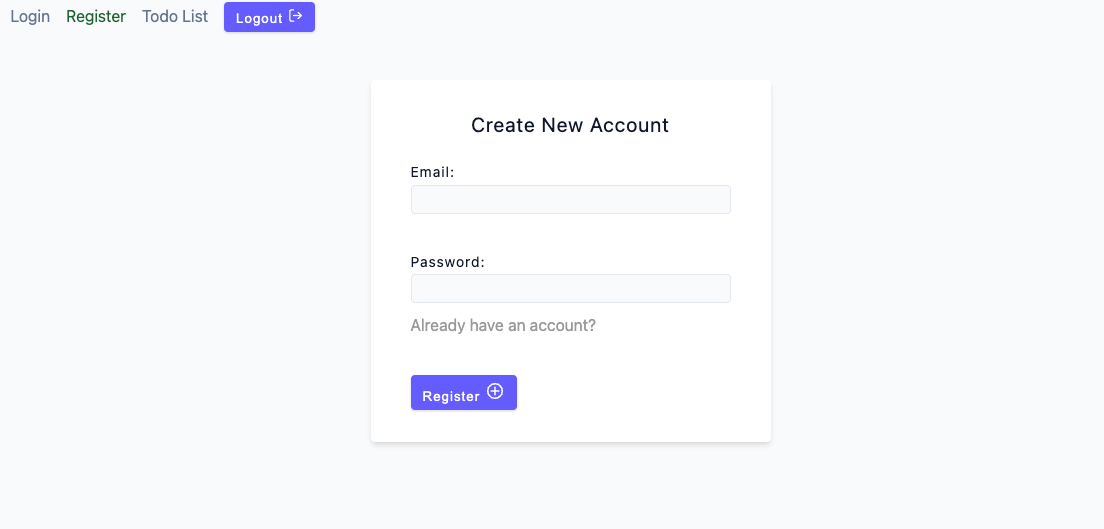 Login Register Todo List Logout
Create New Account
Email:
Password:
Already have an account?
Register